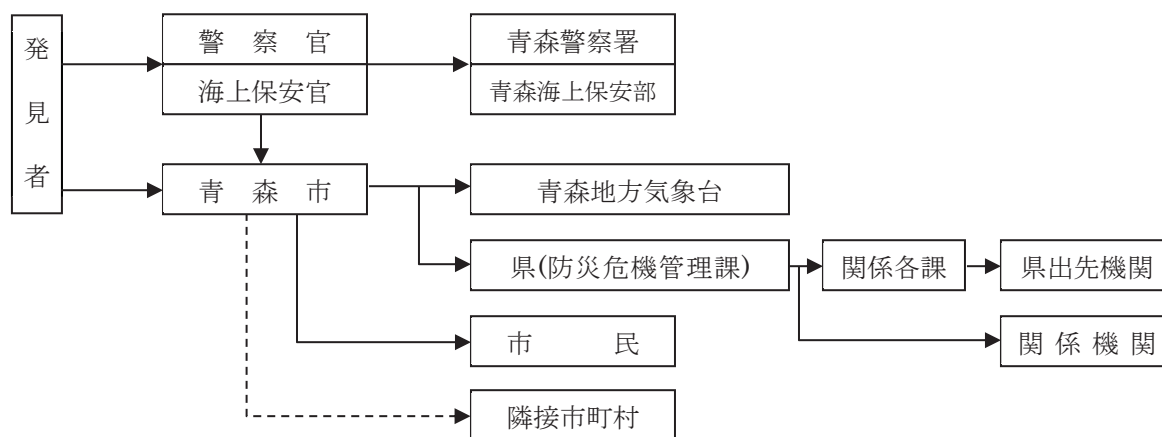 発見者
警察官
海上保安官
青森警察署
青森海上保安部
青森市
青森地方気象台
県(防災危機管理課)
関係各課
県出先機関
関係機関
市民
隣接市町村